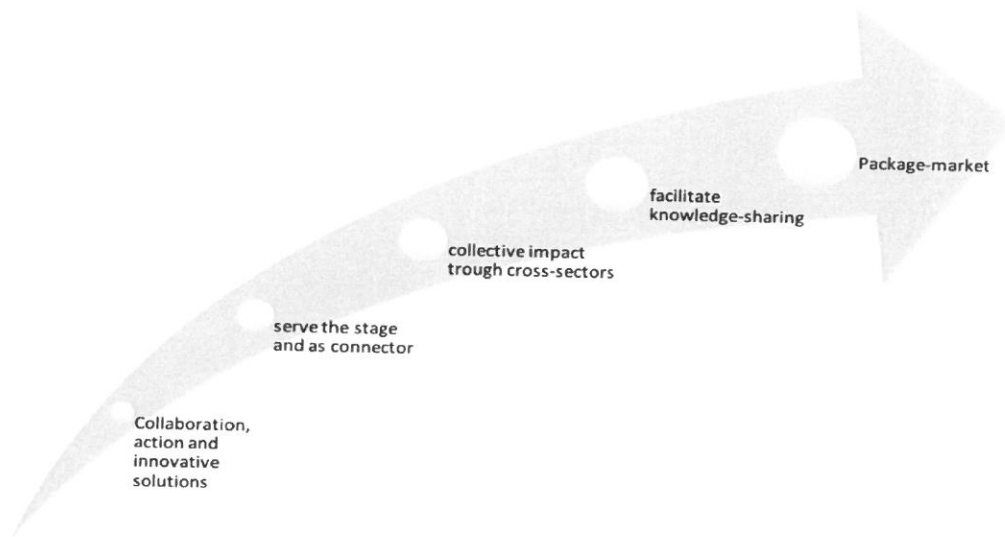 Collaboration,
action and
innovative
solutions
serve the stage
and as connector
collective impact
trough cross-sectors
facilitate
knowledge-sharing
Package-market